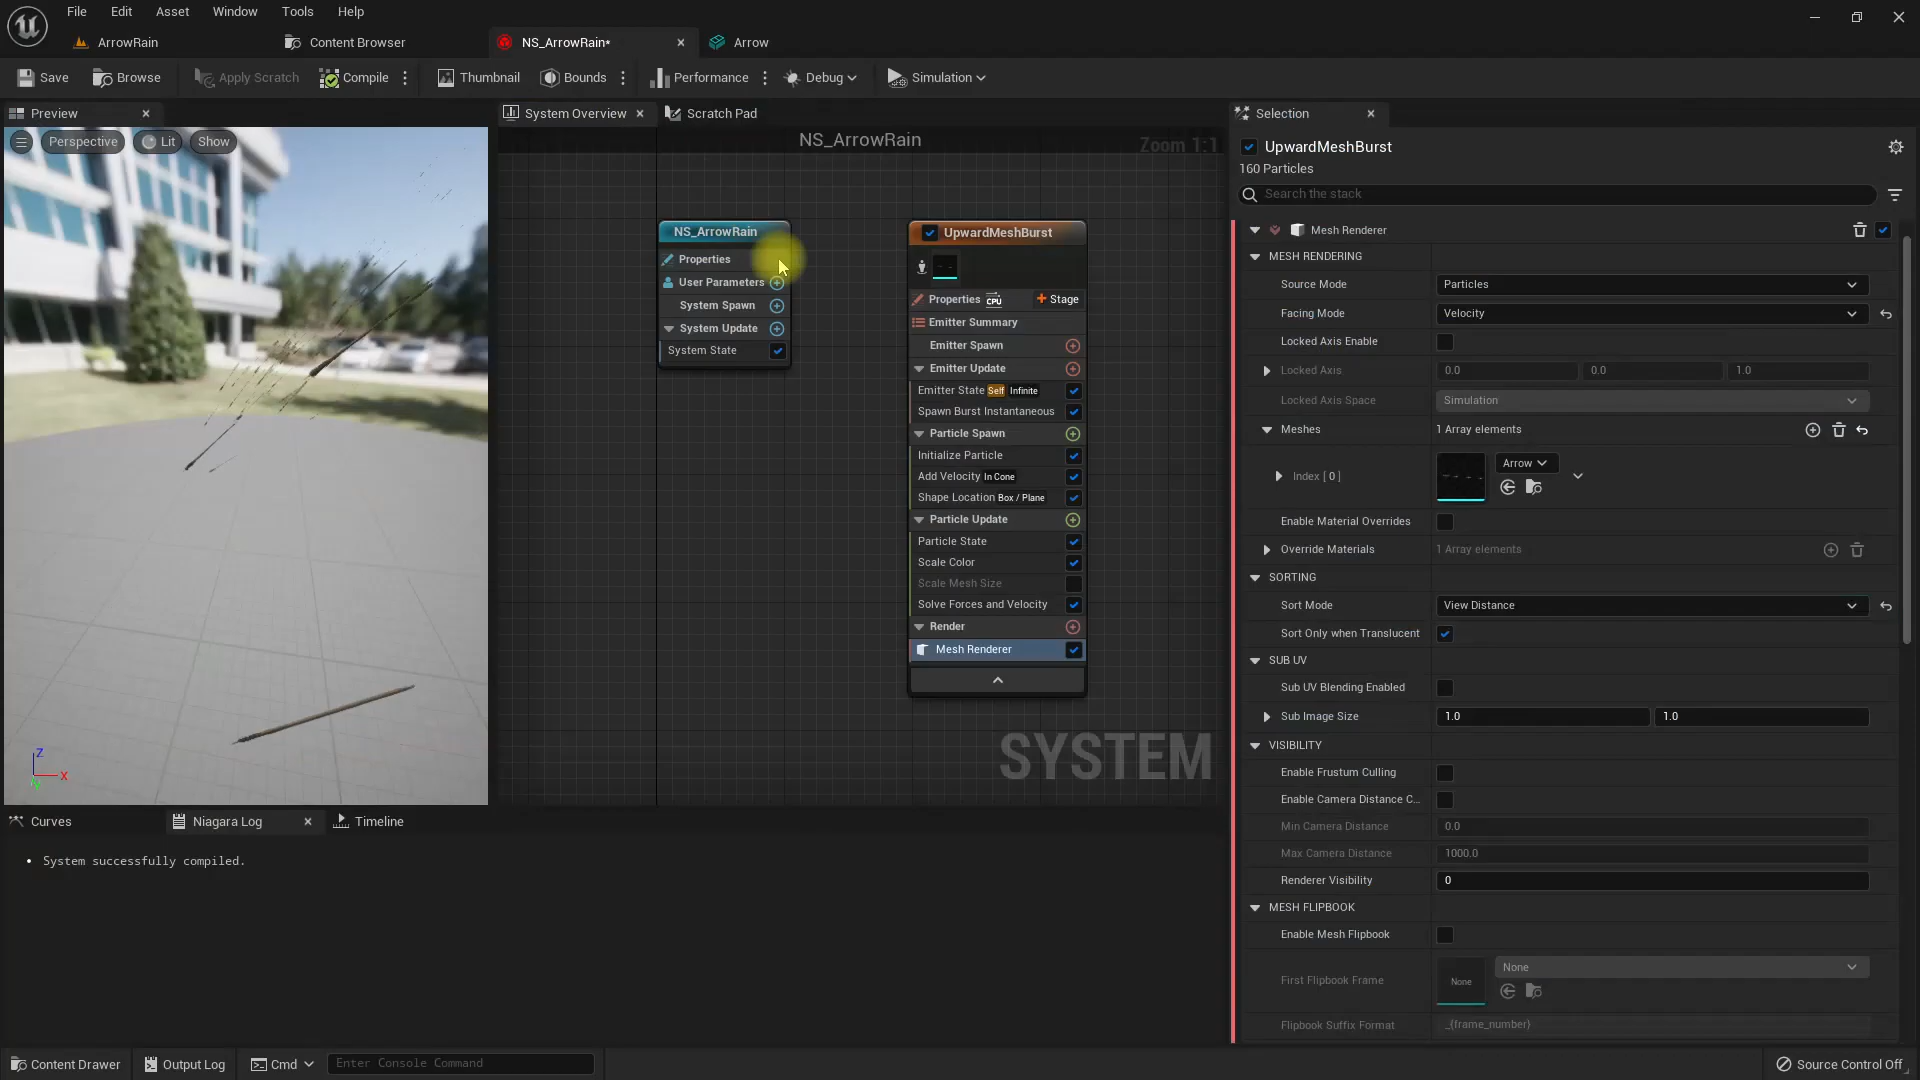 File Edit Asset Window Tools Help
ArrowRain Content Browser NS_ArrowRain* Arrow
Save Browse Apply Scratch Compile Thumbnail Bounds Performance Debug Simulation
Preview System Overview Scratch Pad Selection
Perspective Lit Show
NS_ArrowRain
Zoom 1:1
NS_ArrowRain
Properties
User Parameters
System Spawn
System Update
System State
UpwardMeshBurst
Properties CPU Stage
Emitter Summary
Emitter Spawn
Emitter Update
Emitter State Self Infinite
Spawn Burst Instantaneous
Particle Spawn
Initialize Particle
Add Velocity In Cone
Shape Location Box / Plane
Particle Update
Particle State
Scale Color
Scale Mesh Size
Solve Forces and Velocity
Render
Mesh Renderer
SYSTEM
Z
X
Y
UpwardMeshBurst
160 Particles
Search the stack
Mesh Renderer
MESH RENDERING
Source Mode Particles
Facing Mode Velocity
Locked Axis Enable
Locked Axis 0.0 0.0 1.0
Locked Axis Space Simulation
Meshes 1 Array elements
Index [ 0 ] Arrow
Enable Material Overrides
Override Materials 1 Array elements
SORTING
Sort Mode View Distance
Sort Only when Translucent
SUB UV
Sub UV Blending Enabled
Sub Image Size 1.0 1.0
VISIBILITY
Enable Frustum Culling
Enable Camera Distance C...
Min Camera Distance 0.0
Max Camera Distance 1000.0
Renderer Visibility 0
MESH FLIPBOOK
Enable Mesh Flipbook
First Flipbook Frame None None
Flipbook Suffix Format _{frame_number}
Curves Niagara Log Timeline
• System successfully compiled.
Content Drawer Output Log Cmd Enter Console Command Source Control Off